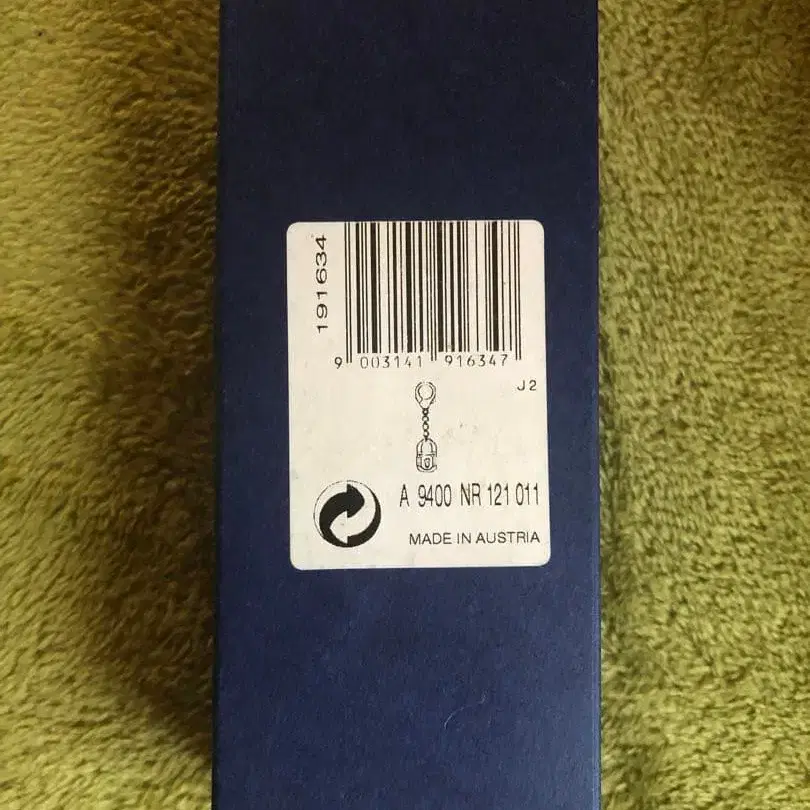 191634
9 003141 916347
J2
A 9400 NR 121 011
MADE IN AUSTRIA